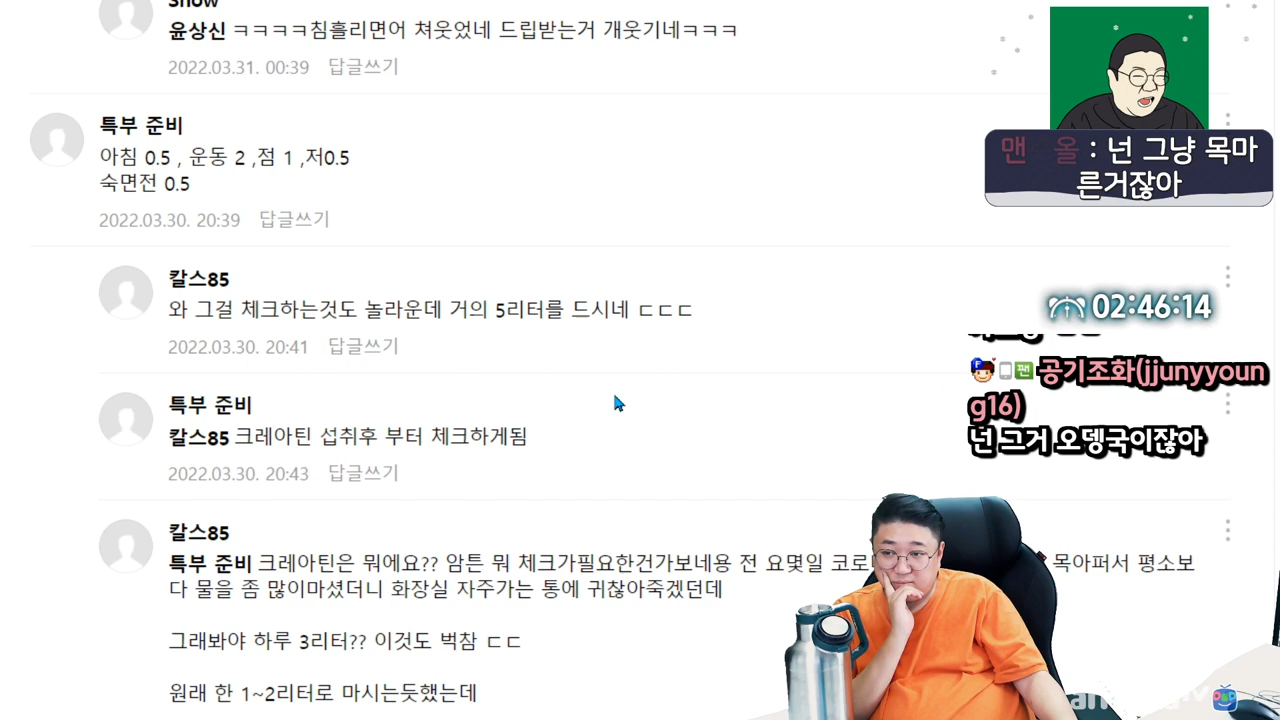 Show
윤상신 ㅋㅋㅋㅋ침흘리면어 쳐웃었네 드립받는거 개웃기네ㅋㅋㅋ
2022.03.31. 00:39 답글쓰기
특부 준비
아침 0.5 , 운동 2 ,점 1 ,저0.5
숙면전 0.5
2022.03.30. 20:39 답글쓰기
칼스85
와 그걸 체크하는것도 놀라운데 거의 5리터를 드시네 ㄷㄷㄷ
2022.03.30. 20:41 답글쓰기
특부 준비
칼스85 크레아틴 섭취후 부터 체크하게됨
2022.03.30. 20:43 답글쓰기
칼스85
특부 준비 크레아틴은 뭐에요?? 암튼 뭐 체크가필요한건가보네용 전 요몇일 목아퍼서 평소보
다 물을 좀 많이마셨더니 화장실 자주가는 통에 귀찮아죽겠던데
그래봐야 하루 3리터?? 이것도 벅참 ㄷㄷ
원래 한 1~2리터로 마시는듯했는데
맨 올 : 넌 그냥 목마
른거잖아
02:46:14
F 팬 공기조화(jjunyyoun
g16)
넌 그거 오뎅국이잖아